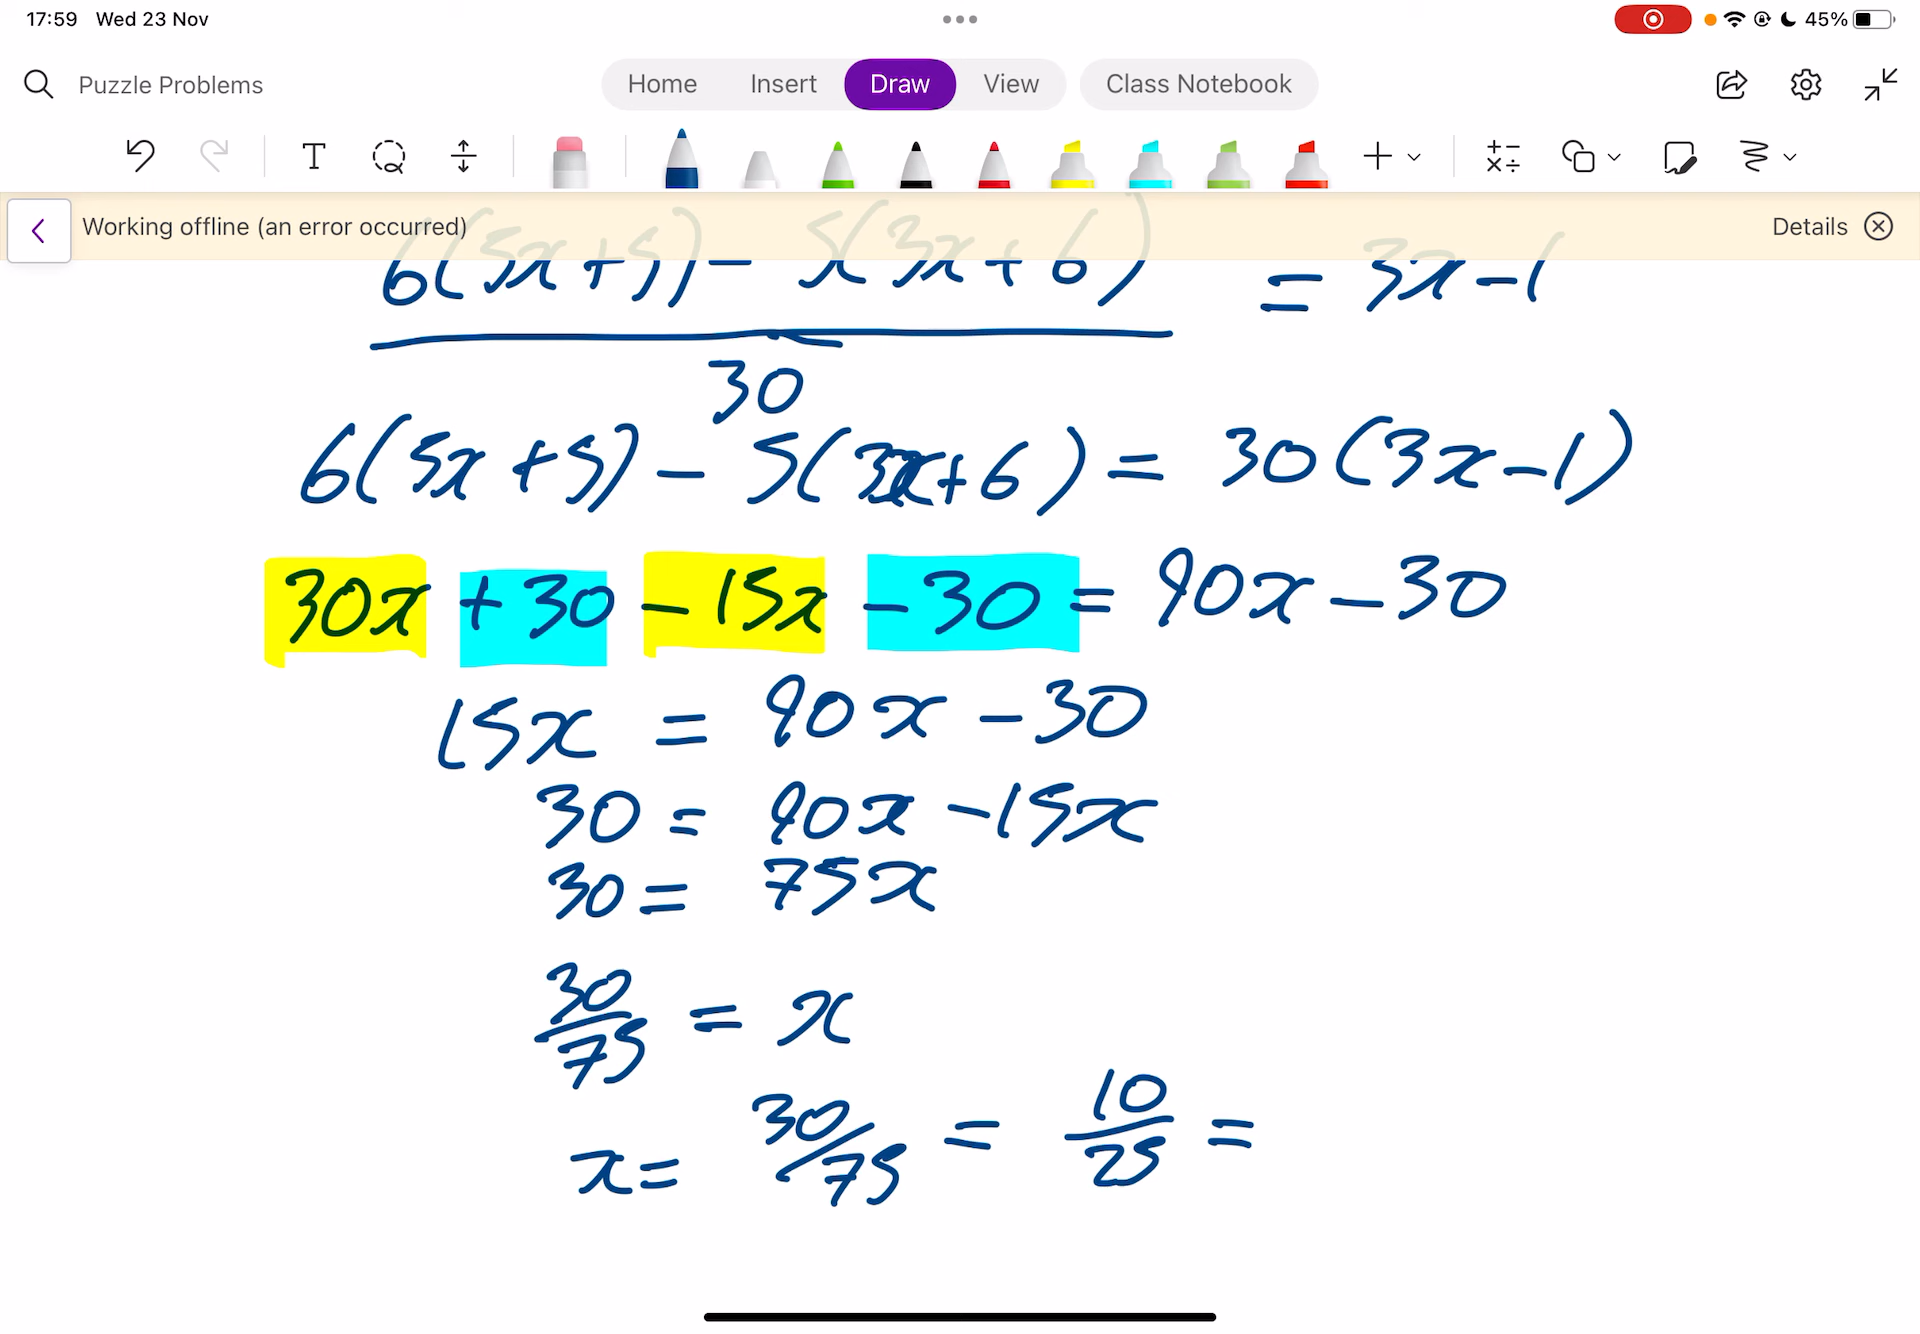 17:59 Wed 23 Nov 45%
Puzzle Problems Home Insert Draw View Class Notebook
Working offline (an error occurred) Details
6(5x+5) - 5(3x+6) = 3x-1
30
6(5x+5) - 5(3x+6) = 30(3x-1)
30x +30 -15x -30 = 90x -30
15x = 90x -30
30 = 90x -15x
30 = 75x
30/75 = x
x = 30/75 = 10/25 =